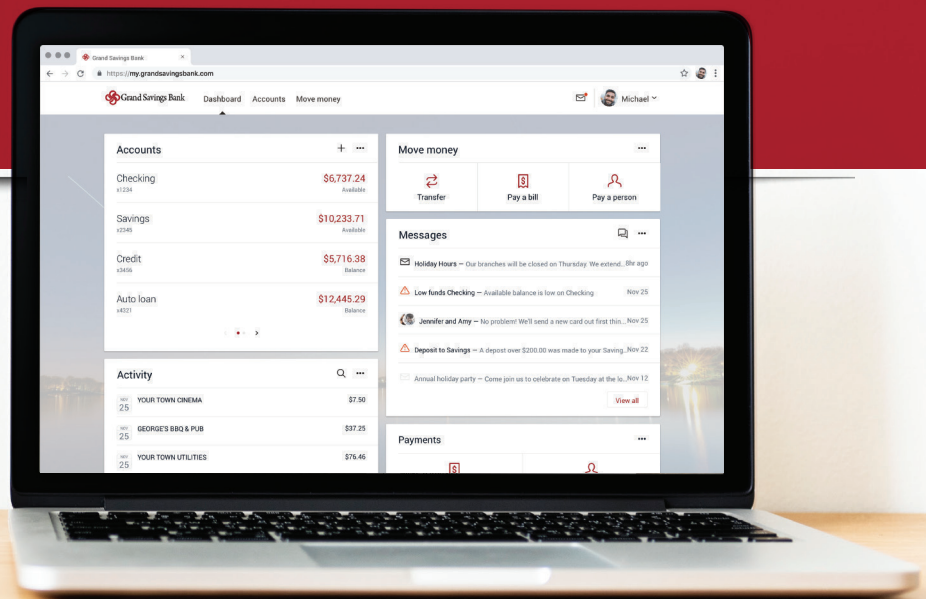 Grand Savings Bank
https://my.grandsavingsbank.com
Grand Savings Bank
Dashboard Accounts Move money
Michael
Accounts
Checking $6,737.24
x1234 Available
Savings $10,233.71
x2345 Available
Credit $5,716.38
x3456 Balance
Auto loan $12,445.29
x4321 Balance
Activity
NOV
25 YOUR TOWN CINEMA $7.50
NOV
25 GEORGE'S BBQ & PUB $37.25
NOV
25 YOUR TOWN UTILITIES $76.46
Move money
Transfer Pay a bill Pay a person
Messages
Holiday Hours — Our branches will be closed on Thursday We extend... 8hr ago
Low funds Checking — Available balance is low on Checking Nov 25
Jennifer and Amy — No problem! We'll send a new card out first thin... Nov 25
Deposit to Savings — A depost over $200.00 was made to your Saving... Nov 22
Annual holiday party — Come join us to celebrate on Tuesday at the lo... Nov 12
View all
Payments